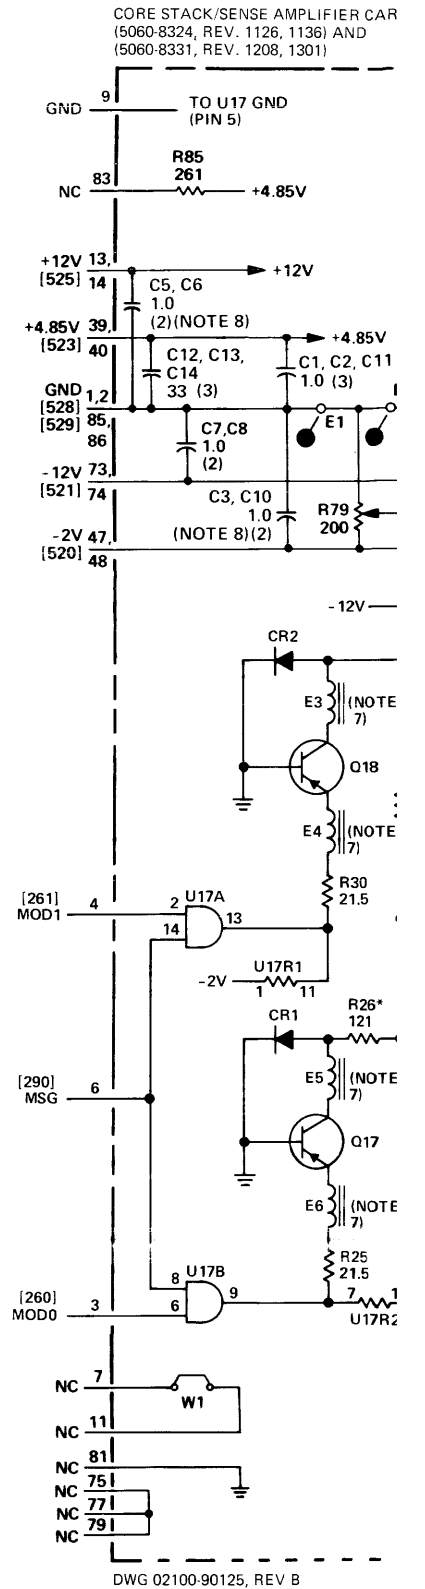 CORE STACK/SENSE AMPLIFIER CAR
(5060-8324, REV. 1126, 1136) AND
(5060-8331, REV. 1208, 1301)
9
GND
TO U17 GND
(PIN 5)
83
NC
R85
261
+4.85V
+12V 13,
[525] 14
+12V
C5, C6
1.0
(2)(NOTE 8)
+4.85V 39,
[523] 40
+4.85V
C12, C13,
C14
33 (3)
C1, C2, C11
1.0 (3)
GND 1,2
[528] 85,
[529] 86
E1
C7,C8
1.0
(2)
-12V 73,
[521] 74
C3, C10
1.0
(NOTE 8)(2)
R79
200
-2V 47,
[520] 48
-12V
CR2
E3
(NOTE
7)
Q18
E4
(NOTE
7)
R30
21.5
[261]
MOD1
4
2
U17A
13
14
-2V
U17R1
1
11
R26*
121
CR1
[290]
MSG
6
E5
(NOTE
7)
Q17
E6
(NOTE
7)
R25
21.5
[260]
MOD0
3
8
6
U17B
9
7
1
U17R2
NC
7
W1
NC
11
NC
81
NC
75
NC
77
NC
79
DWG 02100-90125, REV B